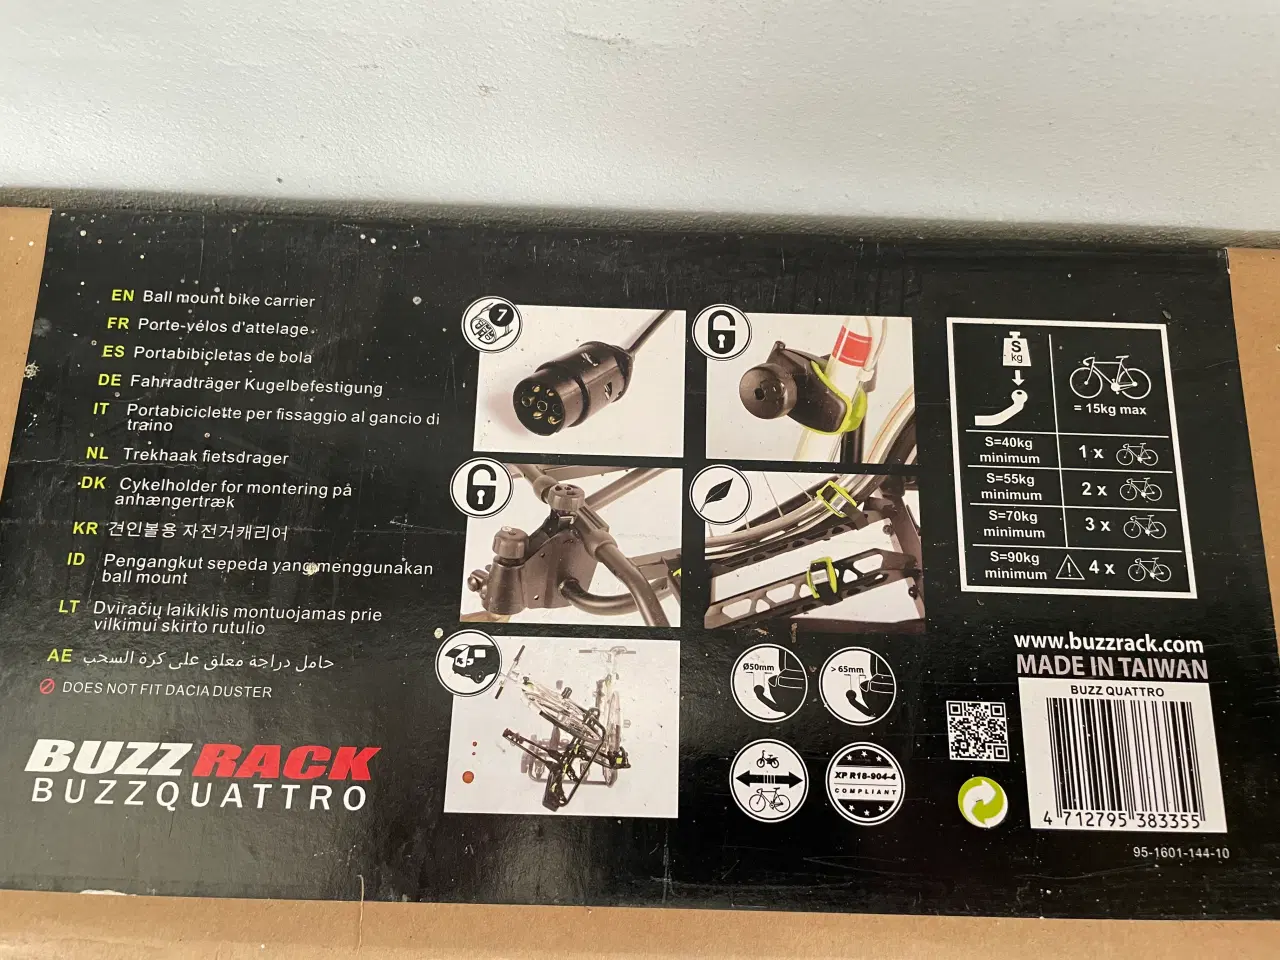 EN Ball mount bike carrier
FR Porte-vélos d'attelage
ES Portabibicletas de bola
DE Fahrradträger Kugelbefestigung
IT Portabiciclette per fissaggio al gancio di
traino
NL Trekhaak fietsdrager
DK Cykelholder for montering på
anhængertræk
KR 견인볼용 자전거캐리어
ID Pengangkut sepeda yang menggunakan
ball mount
LT Dviračių laikiklis montuojamas prie
vilkimui skirto rutulio
AE حامل دراجة معلق على كرة السحب
DOES NOT FIT DACIA DUSTER
BUZZ RACK
BUZZQUATTRO
7
4
S
kg
= 15kg max
S=40kg
minimum
1 x
S=55kg
minimum
2 x
S=70kg
minimum
3 x
S=90kg
minimum
4 x
Ø50mm
> 65mm
XP R18-904-4
COMPLIANT
www.buzzrack.com
MADE IN TAIWAN
BUZZ QUATTRO
4 712795 383355
95-1601-144-10